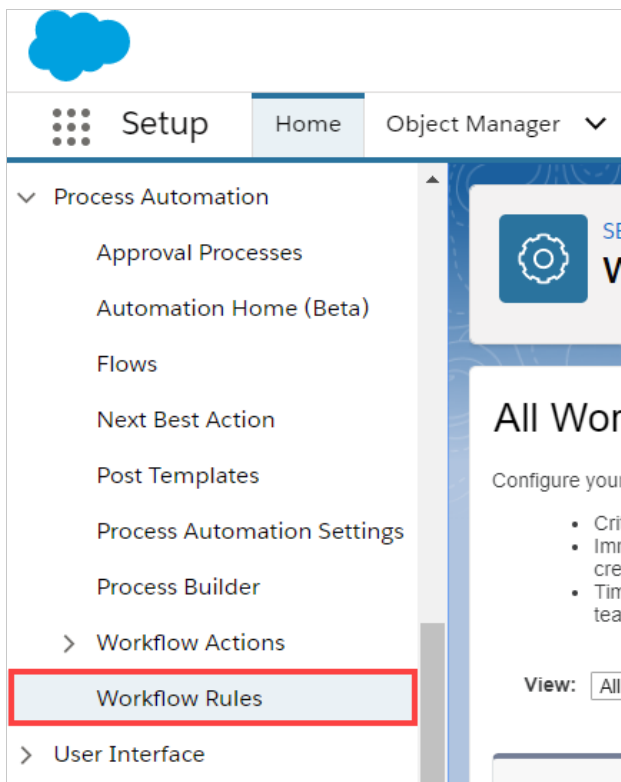 Setup
Home
Object Manager
Process Automation
Approval Processes
Automation Home (Beta)
Flows
Next Best Action
Post Templates
Process Automation Settings
Process Builder
Workflow Actions
Workflow Rules
User Interface
All
Configure your
View: All